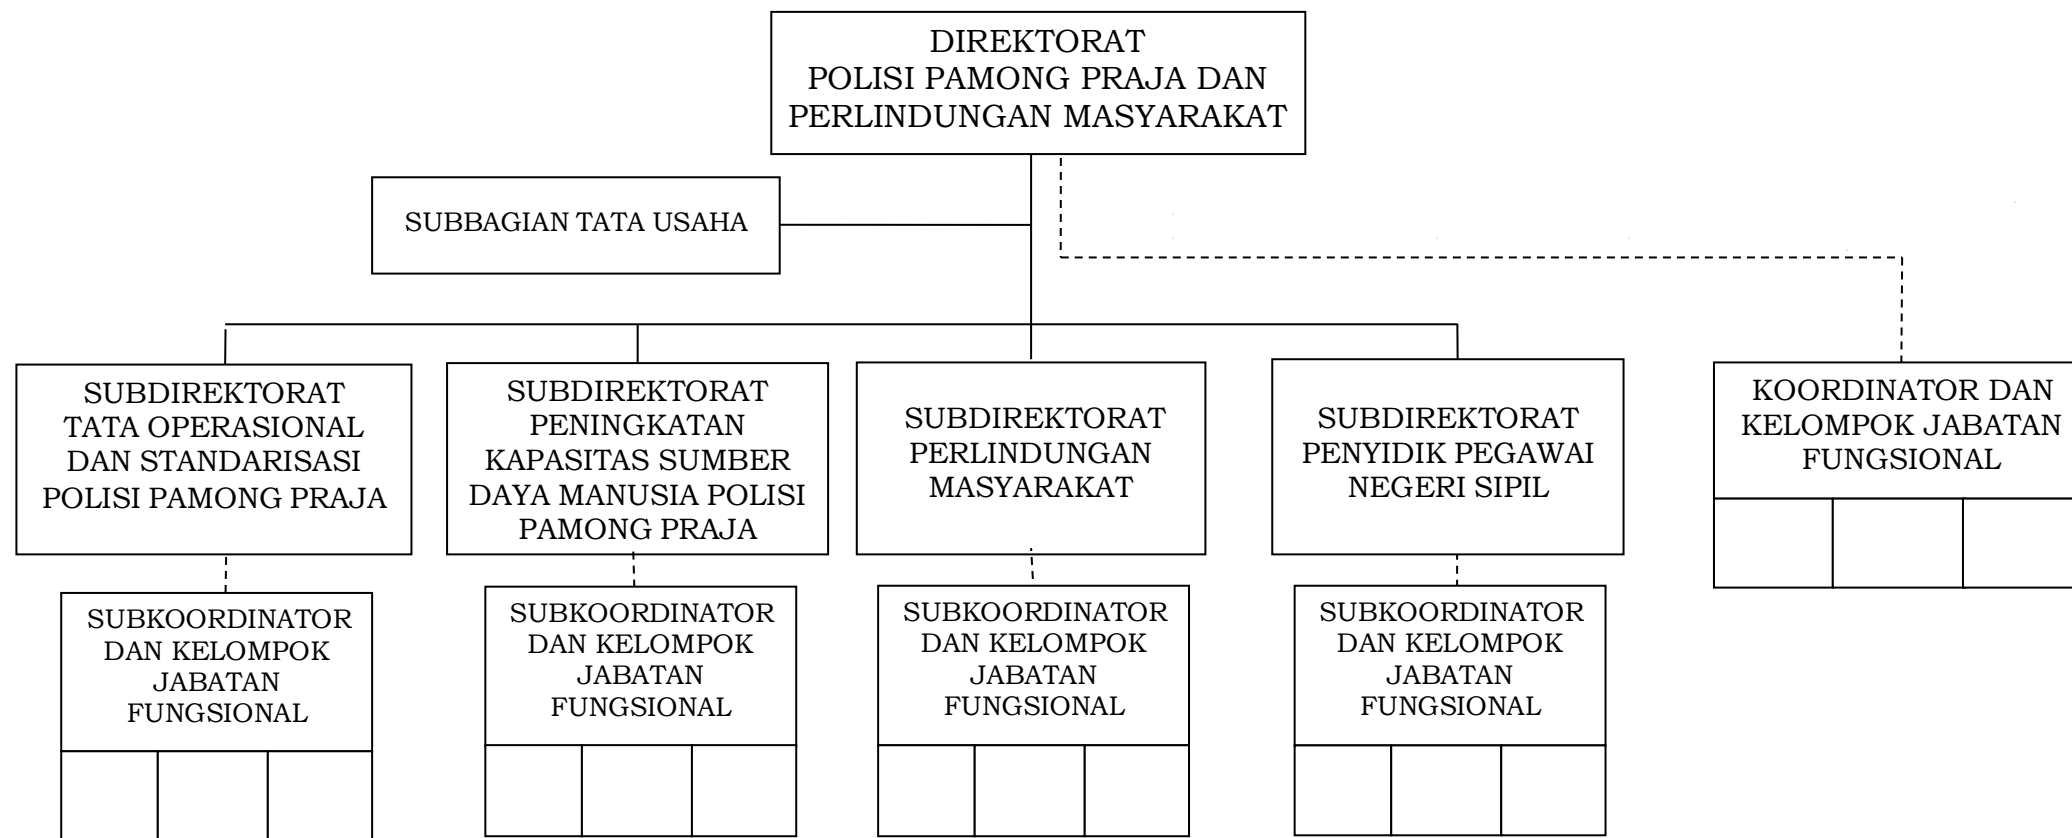 DIREKTORAT
POLISI PAMONG PRAJA DAN
PERLINDUNGAN MASYARAKAT
SUBBAGIAN TATA USAHA
SUBDIREKTORAT
TATA OPERASIONAL
DAN STANDARISASI
POLISI PAMONG PRAJA
SUBDIREKTORAT
PENINGKATAN
KAPASITAS SUMBER
DAYA MANUSIA POLISI
PAMONG PRAJA
SUBDIREKTORAT
PERLINDUNGAN
MASYARAKAT
SUBDIREKTORAT
PENYIDIK PEGAWAI
NEGERI SIPIL
KOORDINATOR DAN
KELOMPOK JABATAN
FUNGSIONAL
SUBKOORDINATOR
DAN KELOMPOK
JABATAN
FUNGSIONAL
SUBKOORDINATOR
DAN KELOMPOK
JABATAN
FUNGSIONAL
SUBKOORDINATOR
DAN KELOMPOK
JABATAN
FUNGSIONAL
SUBKOORDINATOR
DAN KELOMPOK
JABATAN
FUNGSIONAL